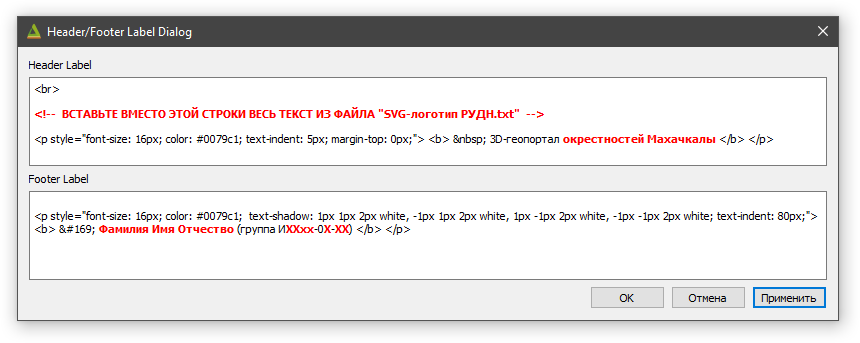 Header/Footer Label Dialog
Header Label
<br>
<!-- ВСТАВЬТЕ ВМЕСТО ЭТОЙ СТРОКИ ВЕСЬ ТЕКСТ ИЗ ФАЙЛА "SVG-логотип РУДН.txt" -->
<p style="font-size: 16px; color: #0079c1; text-indent: 5px; margin-top: 0px;"> <b> &nbsp; 3D-геопортал окрестностей Махачкалы </b> </p>
Footer Label
<p style="font-size: 16px; color: #0079c1; text-shadow: 1px 1px 2px white, -1px 1px 2px white, 1px -1px 2px white, -1px -1px 2px white; text-indent: 80px;">
<b> &#169; Фамилия Имя Отчество (группа ИХХхх-0Х-ХХ) </b> </p>
OK Отмена Применить